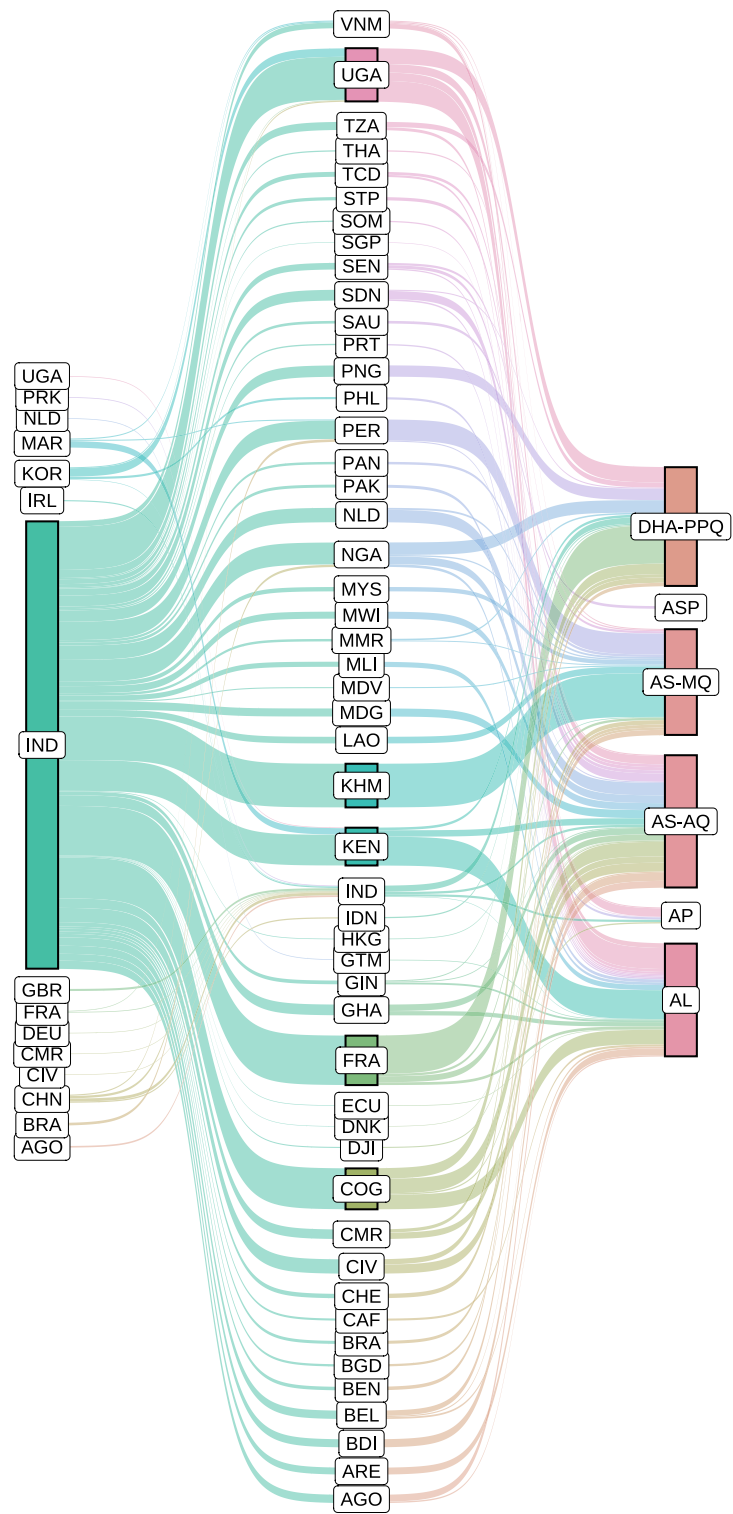 UGA
PRK
NLD
MAR
KOR
IRL
IND
GBR
FRA
DEU
CMR
CIV
CHN
BRA
AGO
VNM
UGA
TZA
THA
TCD
STP
SOM
SGP
SEN
SDN
SAU
PRT
PNG
PHL
PER
PAN
PAK
NLD
NGA
MYS
MWI
MMR
MLI
MDV
MDG
LAO
KHM
KEN
IND
IDN
HKG
GTM
GIN
GHA
FRA
ECU
DNK
DJI
COG
CMR
CIV
CHE
CAF
BRA
BGD
BEN
BEL
BDI
ARE
AGO
DHA-PPQ
ASP
AS-MQ
AS-AQ
AP
AL